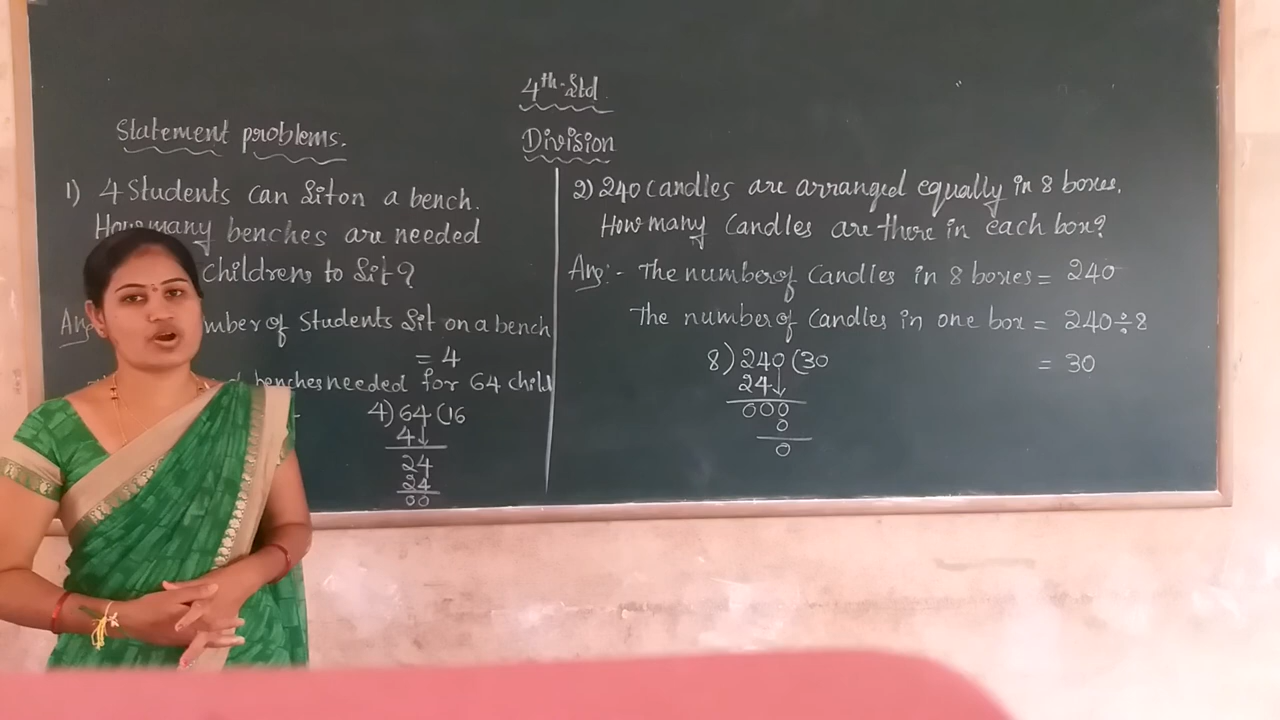 4th Std
Division
Statement problems.
1) 4 Students can Sit on a bench.
How many benches are needed
Childrens to Sit?
Ans
mber of Students Sit on a bench
= 4
benches needed for 64 child
4) 64 (16
4↓
24
24
00
2) 240 Candles are arranged equally in 8 boxes.
How many Candles are there in each box?
Ans:- The number of Candles in 8 boxes = 240
The number of Candles in one box = 240÷8
8) 240 (30 = 30
24↓
000
0
0